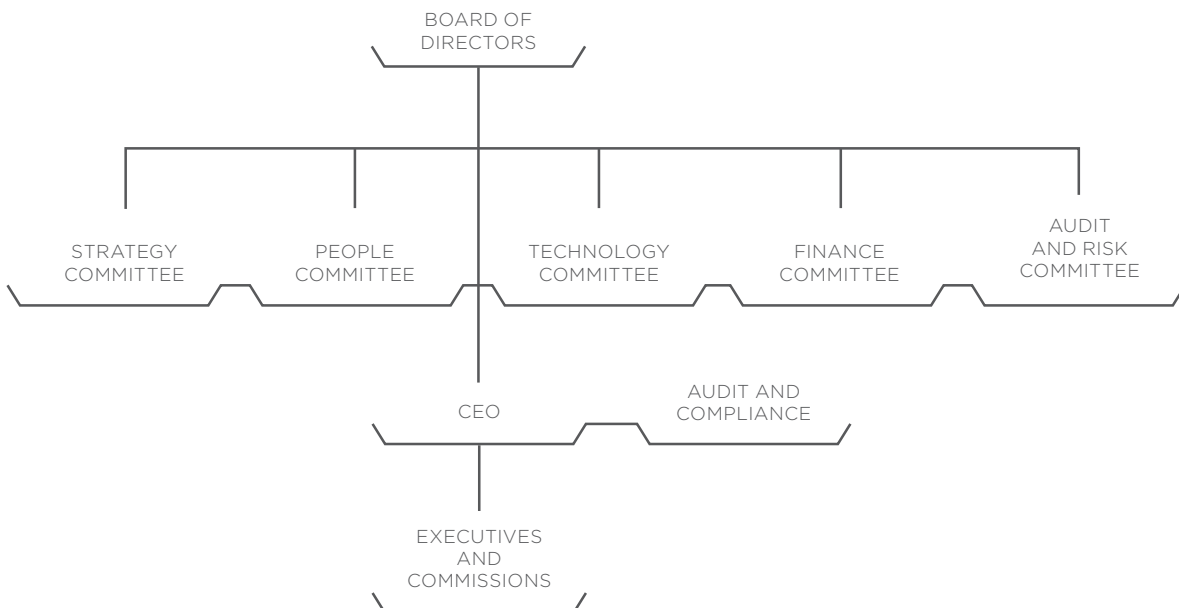 BOARD OF
DIRECTORS
STRATEGY
COMMITTEE
PEOPLE
COMMITTEE
TECHNOLOGY
COMMITTEE
FINANCE
COMMITTEE
AUDIT
AND RISK
COMMITTEE
CEO
AUDIT AND
COMPLIANCE
EXECUTIVES
AND
COMMISSIONS